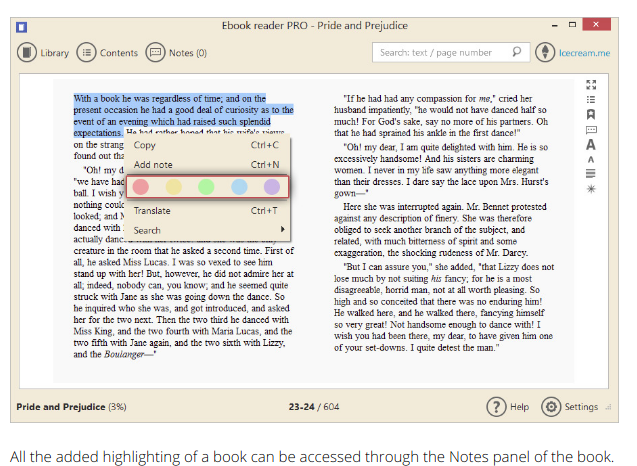 Ebook reader PRO - Pride and Prejudice
Library
Contents
Notes (0)
Search: text / page number
Icecream.me
With a book he was regardless of time; and on the
present occasion he had a good deal of curiosity as to the
event of an evening which had raised such splendid
expectations. He had rather hoped that his wife's views
on the
found out
"Oh! my
"we have had
ball. I wish
nothing
looked; and
danced with
actually
creature in the room that he asked a second time. First of
all, he asked Miss Lucas. I was so vexed to see him
stand up with her! But, however, he did not admire her at
all; indeed, nobody can, you know; and he seemed quite
struck with Jane as she was going down the dance. So
he inquired who she was, and got introduced, and asked
her for the two next. Then the two third he danced with
Miss King, and the two fourth with Maria Lucas, and the
two fifth with Jane again, and the two sixth with Lizzy,
and the Boulanger—"
Copy Ctrl+C
Add note Ctrl+N
Translate Ctrl+T
Search
"If he had had any compassion for me," cried her
husband impatiently, "he would not have danced half so
much! For God's sake, say no more of his partners. Oh
that he had sprained his ankle in the first dance!"
"Oh! my dear, I am quite delighted with him. He is so
excessively handsome! And his sisters are charming
women. I never in my life saw anything more elegant
than their dresses. I dare say the lace upon Mrs. Hurst's
gown—"
Here she was interrupted again. Mr. Bennet protested
against any description of finery. She was therefore
obliged to seek another branch of the subject, and
related, with much bitterness of spirit and some
exaggeration, the shocking rudeness of Mr. Darcy.
"But I can assure you," she added, "that Lizzy does not
lose much by not suiting his fancy; for he is a most
disagreeable, horrid man, not at all worth pleasing. So
high and so conceited that there was no enduring him!
He walked here, and he walked there, fancying himself
so very great! Not handsome enough to dance with! I
wish you had been there, my dear, to have given him one
of your set-downs. I quite detest the man."
A
A
Pride and Prejudice (3%)
23-24 / 604
? Help
Settings
All the added highlighting of a book can be accessed through the Notes panel of the book.